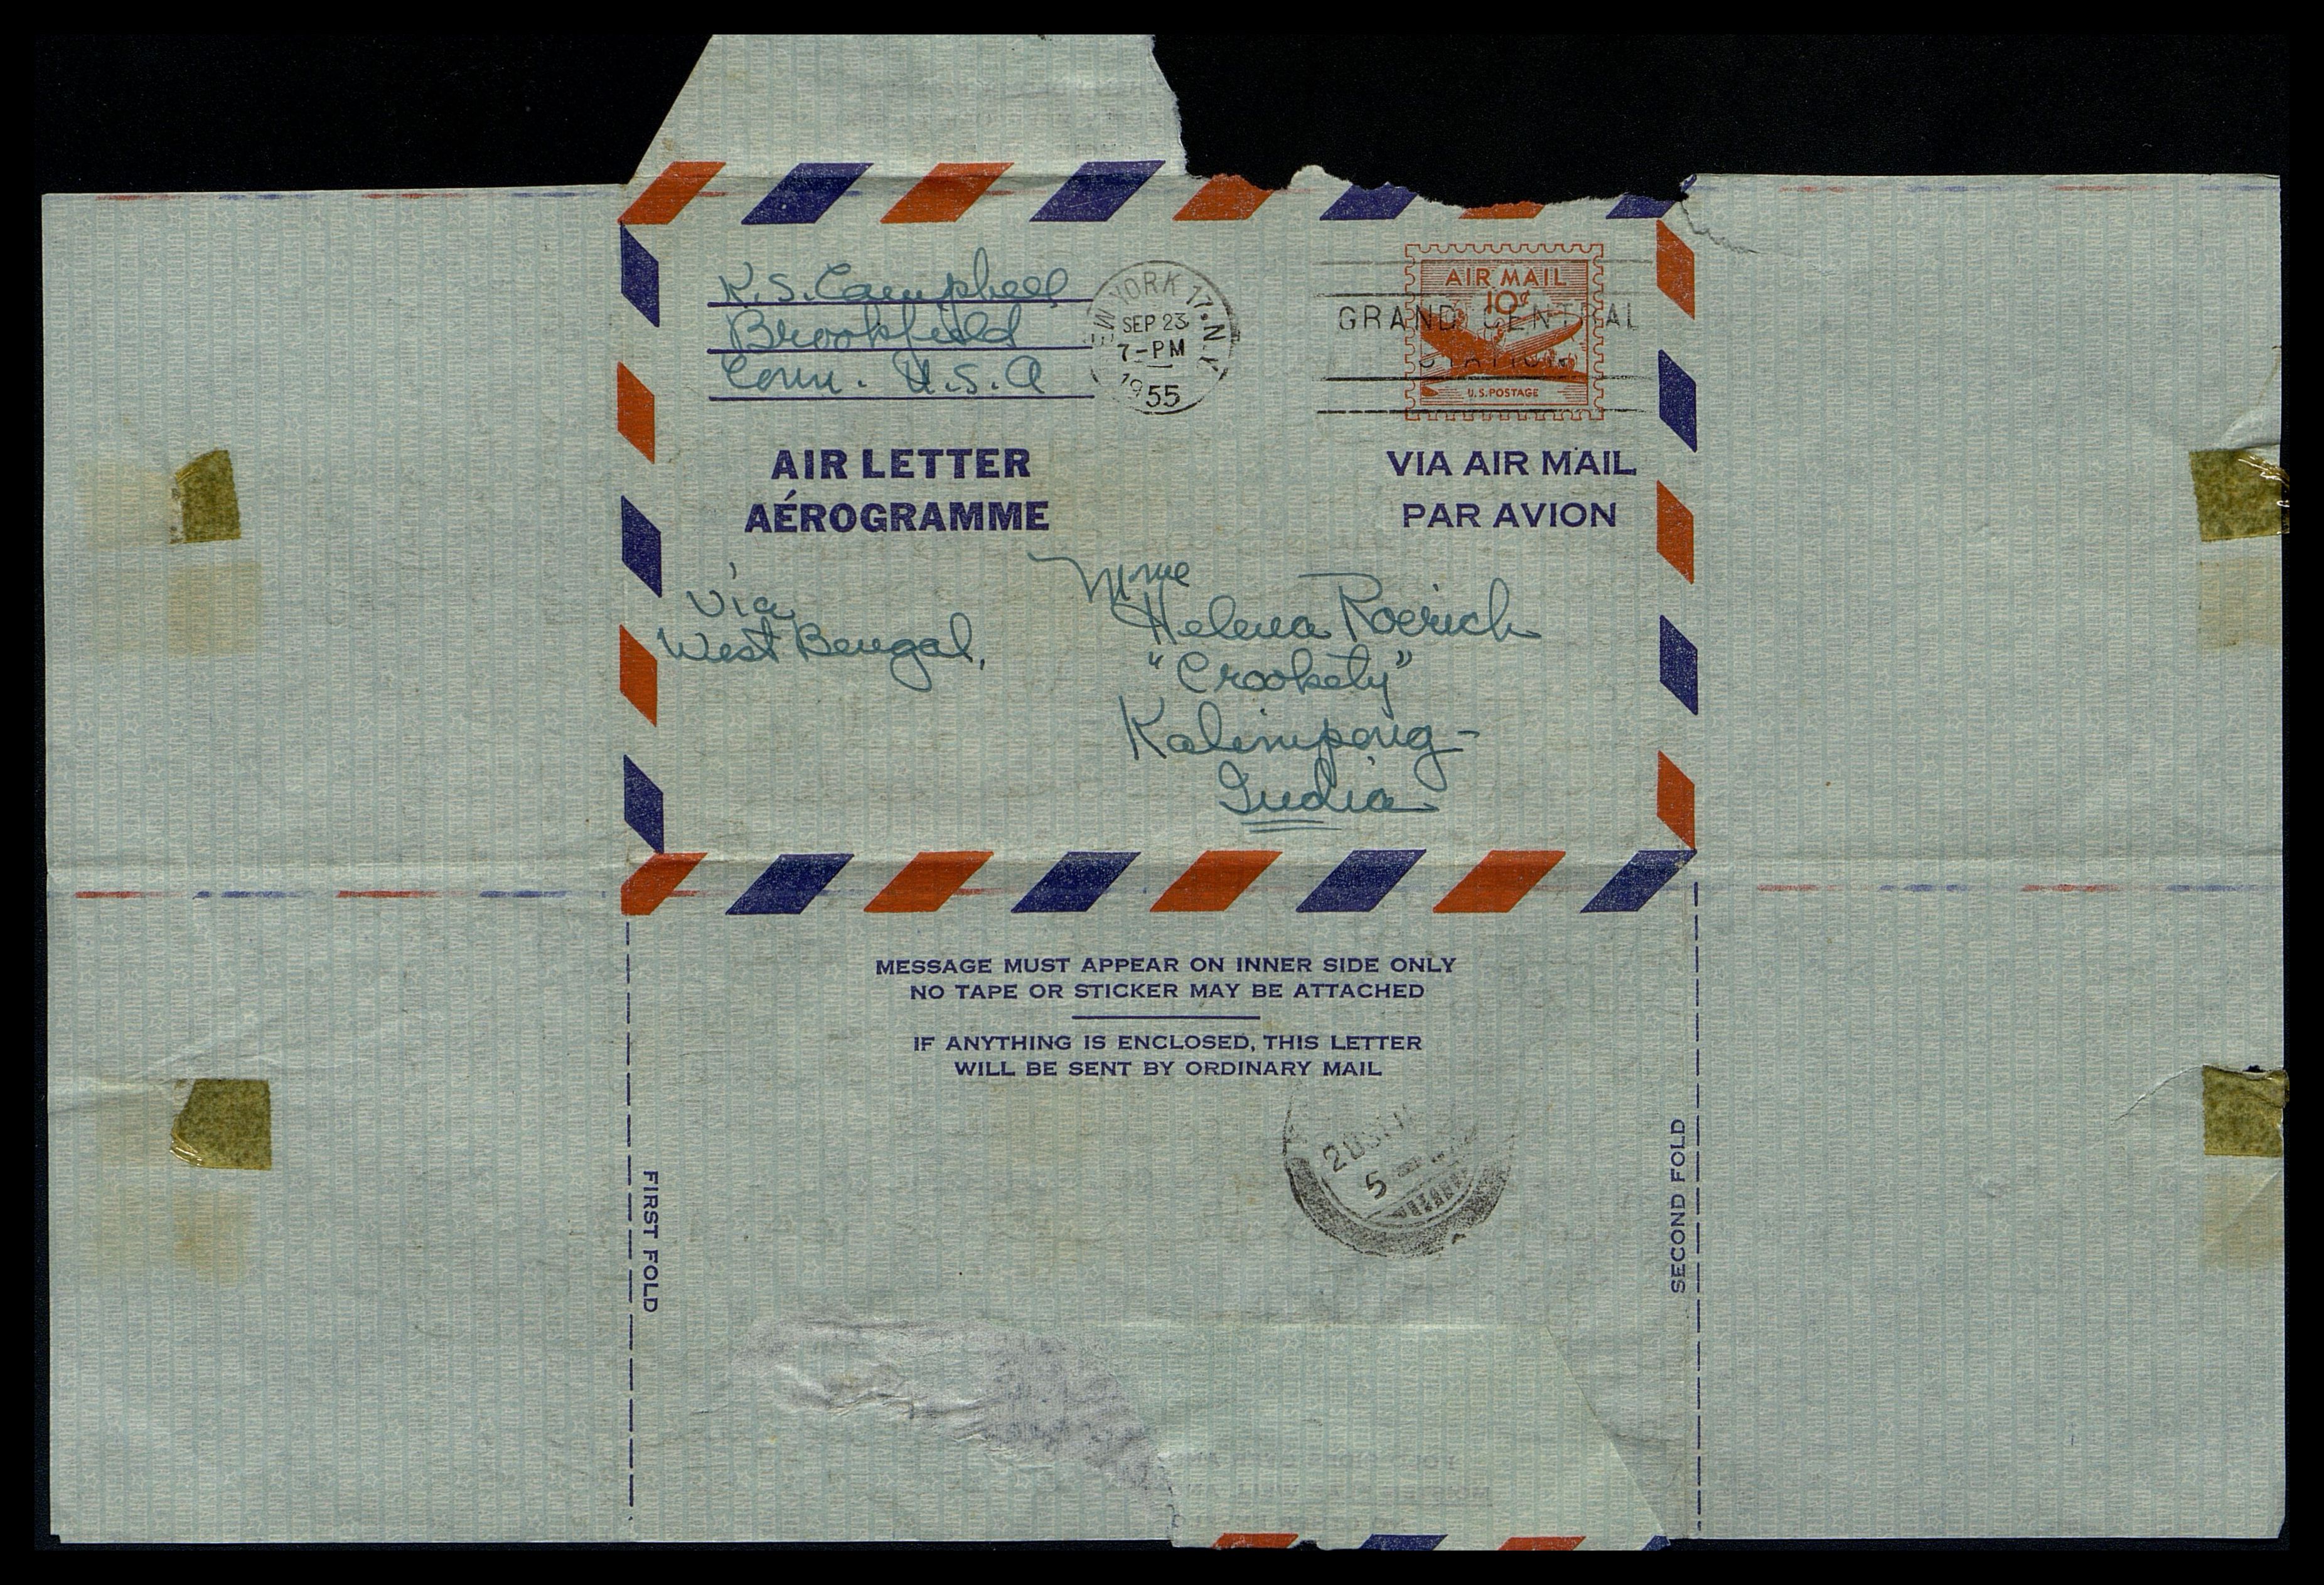 K.S. Campbell
Brookfield
Conn. U.S.A
NEW YORK 17, N.Y.
SEP 23
7-PM
1955
AIR MAIL
10¢
U.S. POSTAGE
GRAND CENTRAL
STATION
AIR LETTER
AÉROGRAMME
VIA AIR MAIL
PAR AVION
via
West Bengal,
Mme
Helena Roerich
"Crookety"
Kalimpong-
India
MESSAGE MUST APPEAR ON INNER SIDE ONLY
NO TAPE OR STICKER MAY BE ATTACHED
IF ANYTHING IS ENCLOSED, THIS LETTER
WILL BE SENT BY ORDINARY MAIL
FIRST FOLD
SECOND FOLD